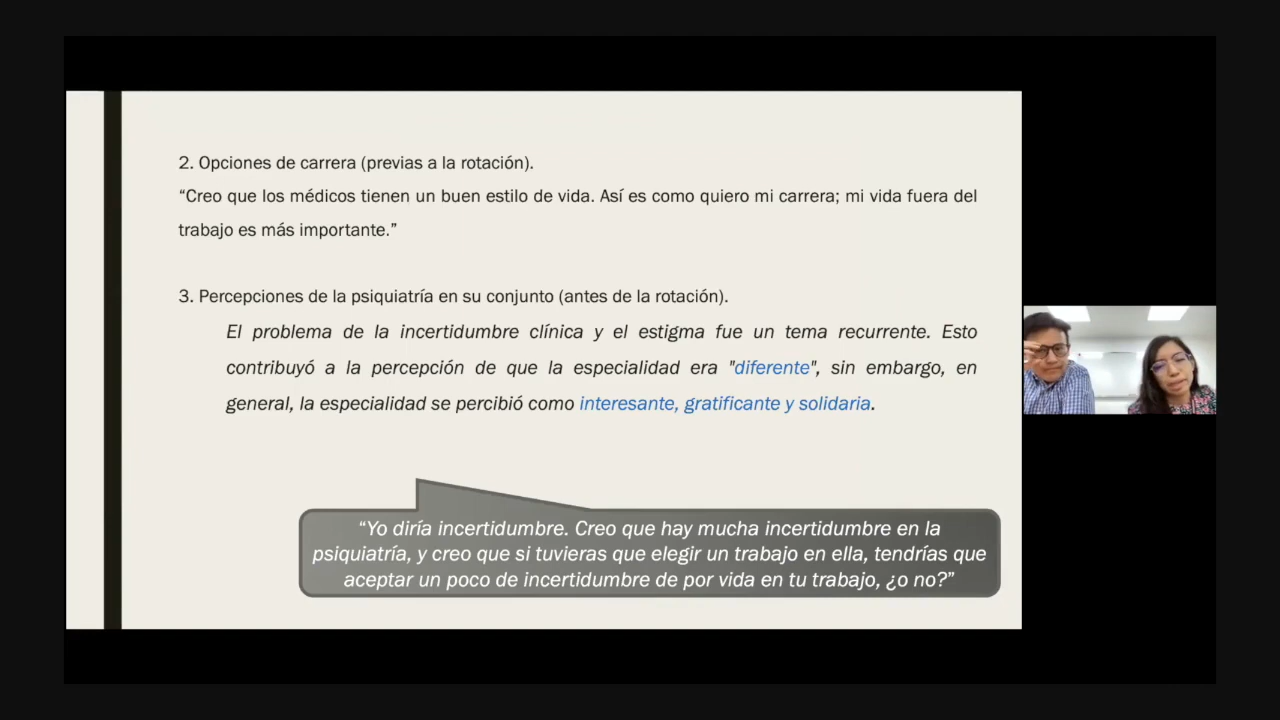 2. Opciones de carrera (previas a la rotación).
“Creo que los médicos tienen un buen estilo de vida. Así es como quiero mi carrera; mi vida fuera del
trabajo es más importante.”
3. Percepciones de la psiquiatría en su conjunto (antes de la rotación).
El problema de la incertidumbre clínica y el estigma fue un tema recurrente. Esto
contribuyó a la percepción de que la especialidad era "diferente", sin embargo, en
general, la especialidad se percibió como interesante, gratificante y solidaria.
“Yo diría incertidumbre. Creo que hay mucha incertidumbre en la
psiquiatría, y creo que si tuvieras que elegir un trabajo en ella, tendrías que
aceptar un poco de incertidumbre de por vida en tu trabajo, ¿o no?”